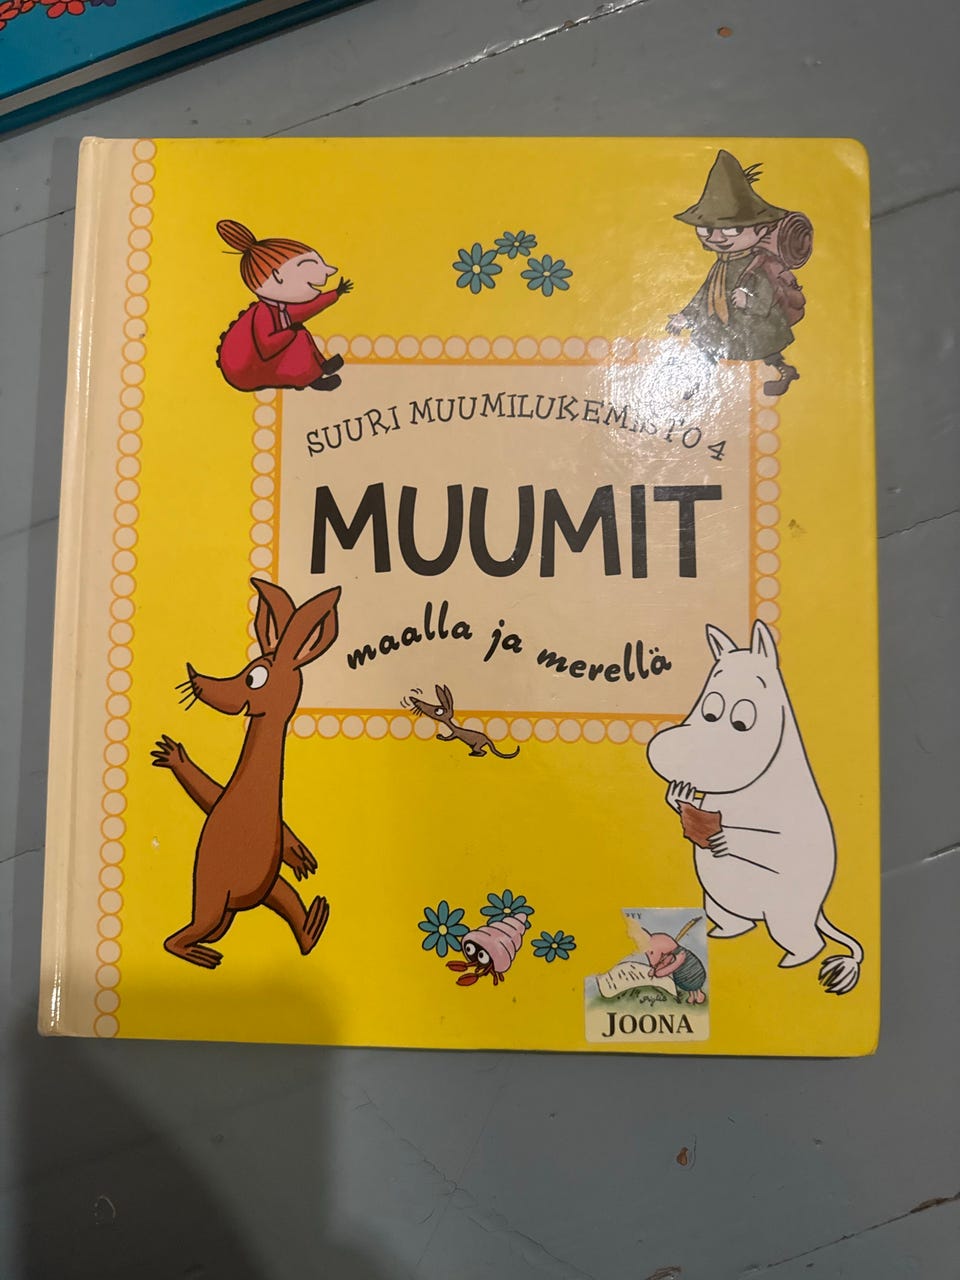 SUURI MUUMILUKEMISTO 4
MUUMIT
maalla ja merellä
JOONA